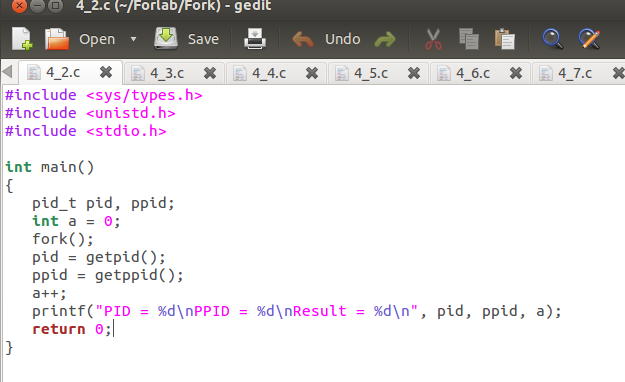 4_2.c (~/Forlab/Fork) - gedit
Open Save Undo
4_2.c 4_3.c 4_4.c 4_5.c 4_6.c 4_7.c
#include <sys/types.h>
#include <unistd.h>
#include <stdio.h>
int main()
{
pid_t pid, ppid;
int a = 0;
fork();
pid = getpid();
ppid = getppid();
a++;
printf("PID = %d\nPPID = %d\nResult = %d\n", pid, ppid, a);
return 0;
}